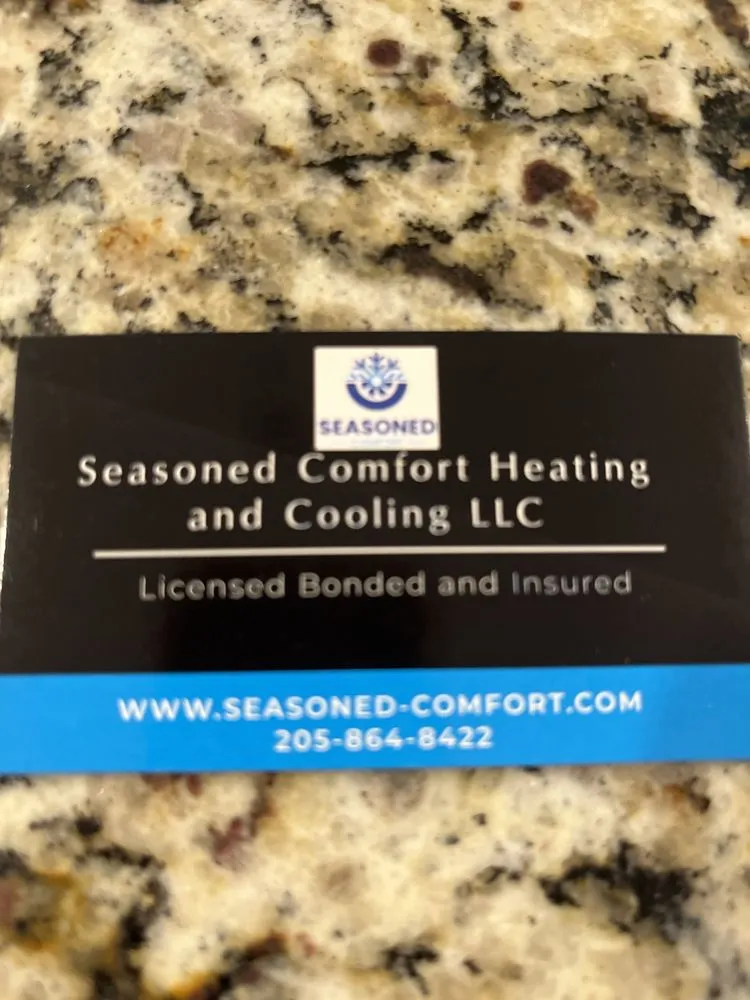 SEASONED
Seasoned Comfort Heating
and Cooling LLC
Licensed Bonded and Insured
WWW.SEASONED-COMFORT.COM
205-864-8422